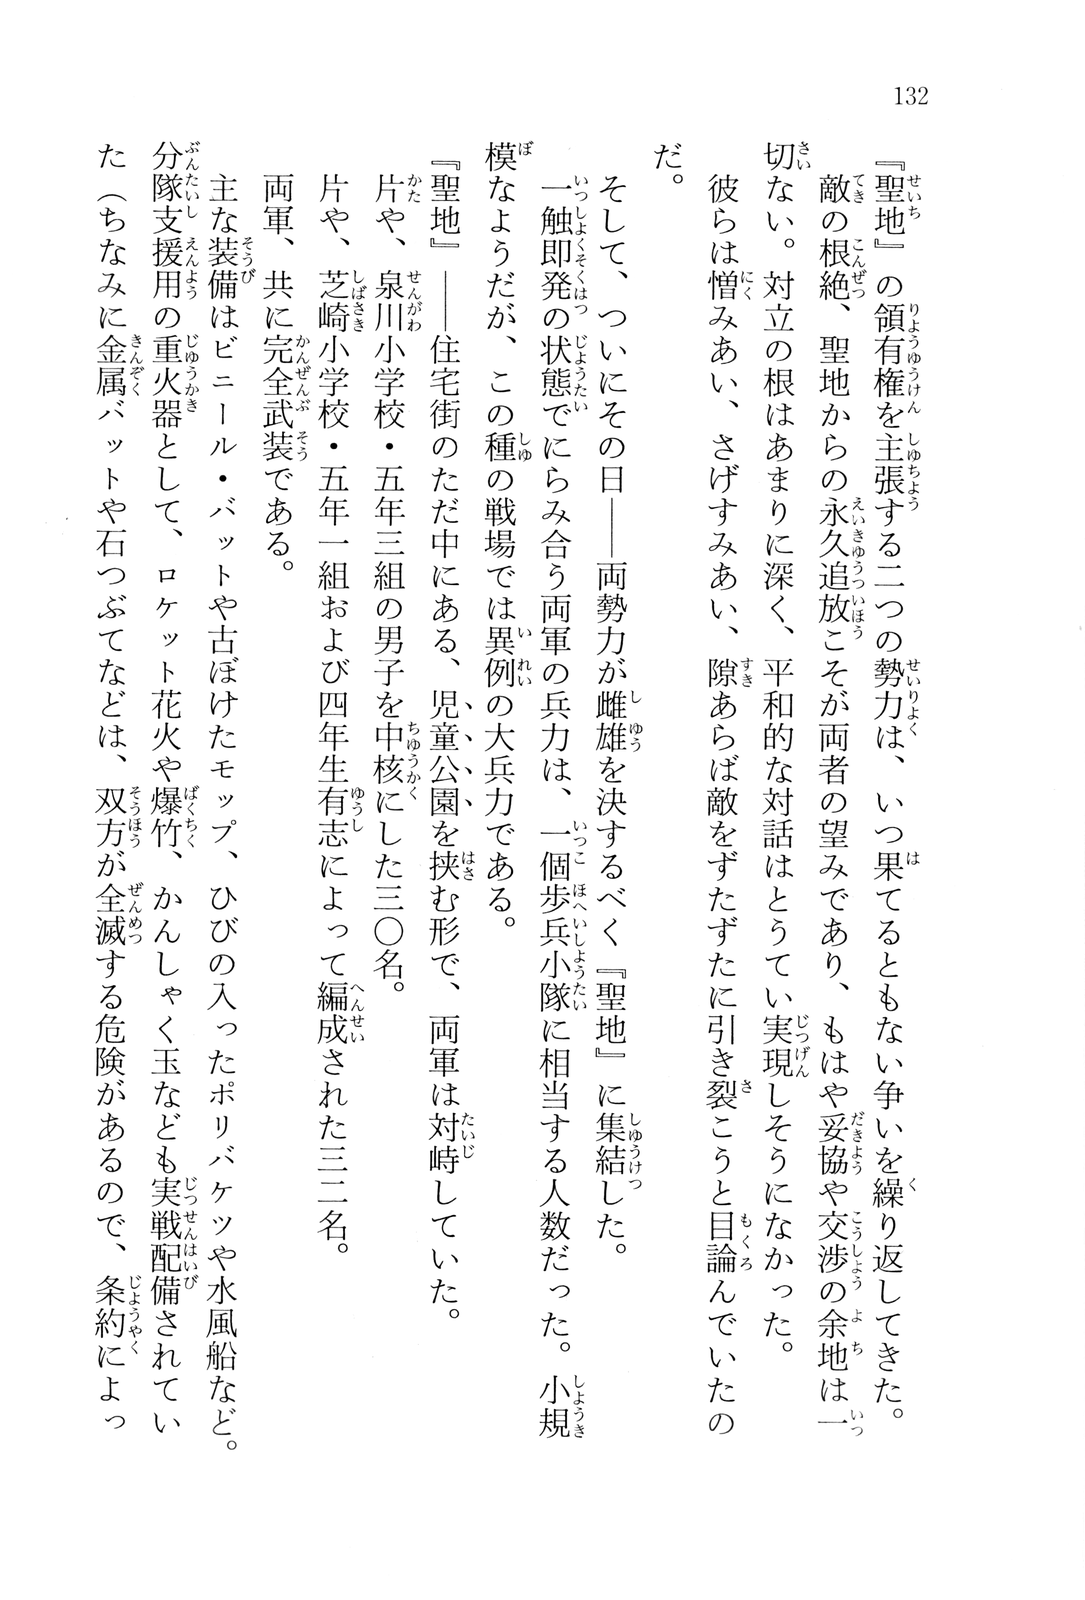 132
『聖地』の領有権を主張する二つの勢力は、いつ果てるともない争いを繰り返してきた。
敵の根絶、聖地からの永久追放こそが両者の望みであり、もはや妥協や交渉の余地は一
切ない。対立の根はあまりに深く、平和的な対話はとうてい実現しそうになかった。
彼らは憎みあい、さげすみあい、隙あらば敵をずたずたに引き裂こうと目論んでいたの
だ。
そして、ついにその日――両勢力が雌雄を決するべく『聖地』に集結した。
一触即発の状態でにらみ合う両軍の兵力は、一個歩兵小隊に相当する人数だった。小規
模なようだが、この種の戦場では異例の大兵力である。
『聖地』――住宅街のただ中にある、児童公園を挟む形で、両軍は対峙していた。
片や、泉川小学校・五年三組の男子を中核にした三〇名。
片や、芝崎小学校・五年一組および四年生有志によって編成された三二名。
両軍、共に完全武装である。
主な装備はビニール・バットや古ぼけたモップ、ひびの入ったポリバケツや水風船など。
分隊支援用の重火器として、ロケット花火や爆竹、かんしゃく玉なども実戦配備されてい
た（ちなみに金属バットや石つぶてなどは、双方が全滅する危険があるので、条約によっ